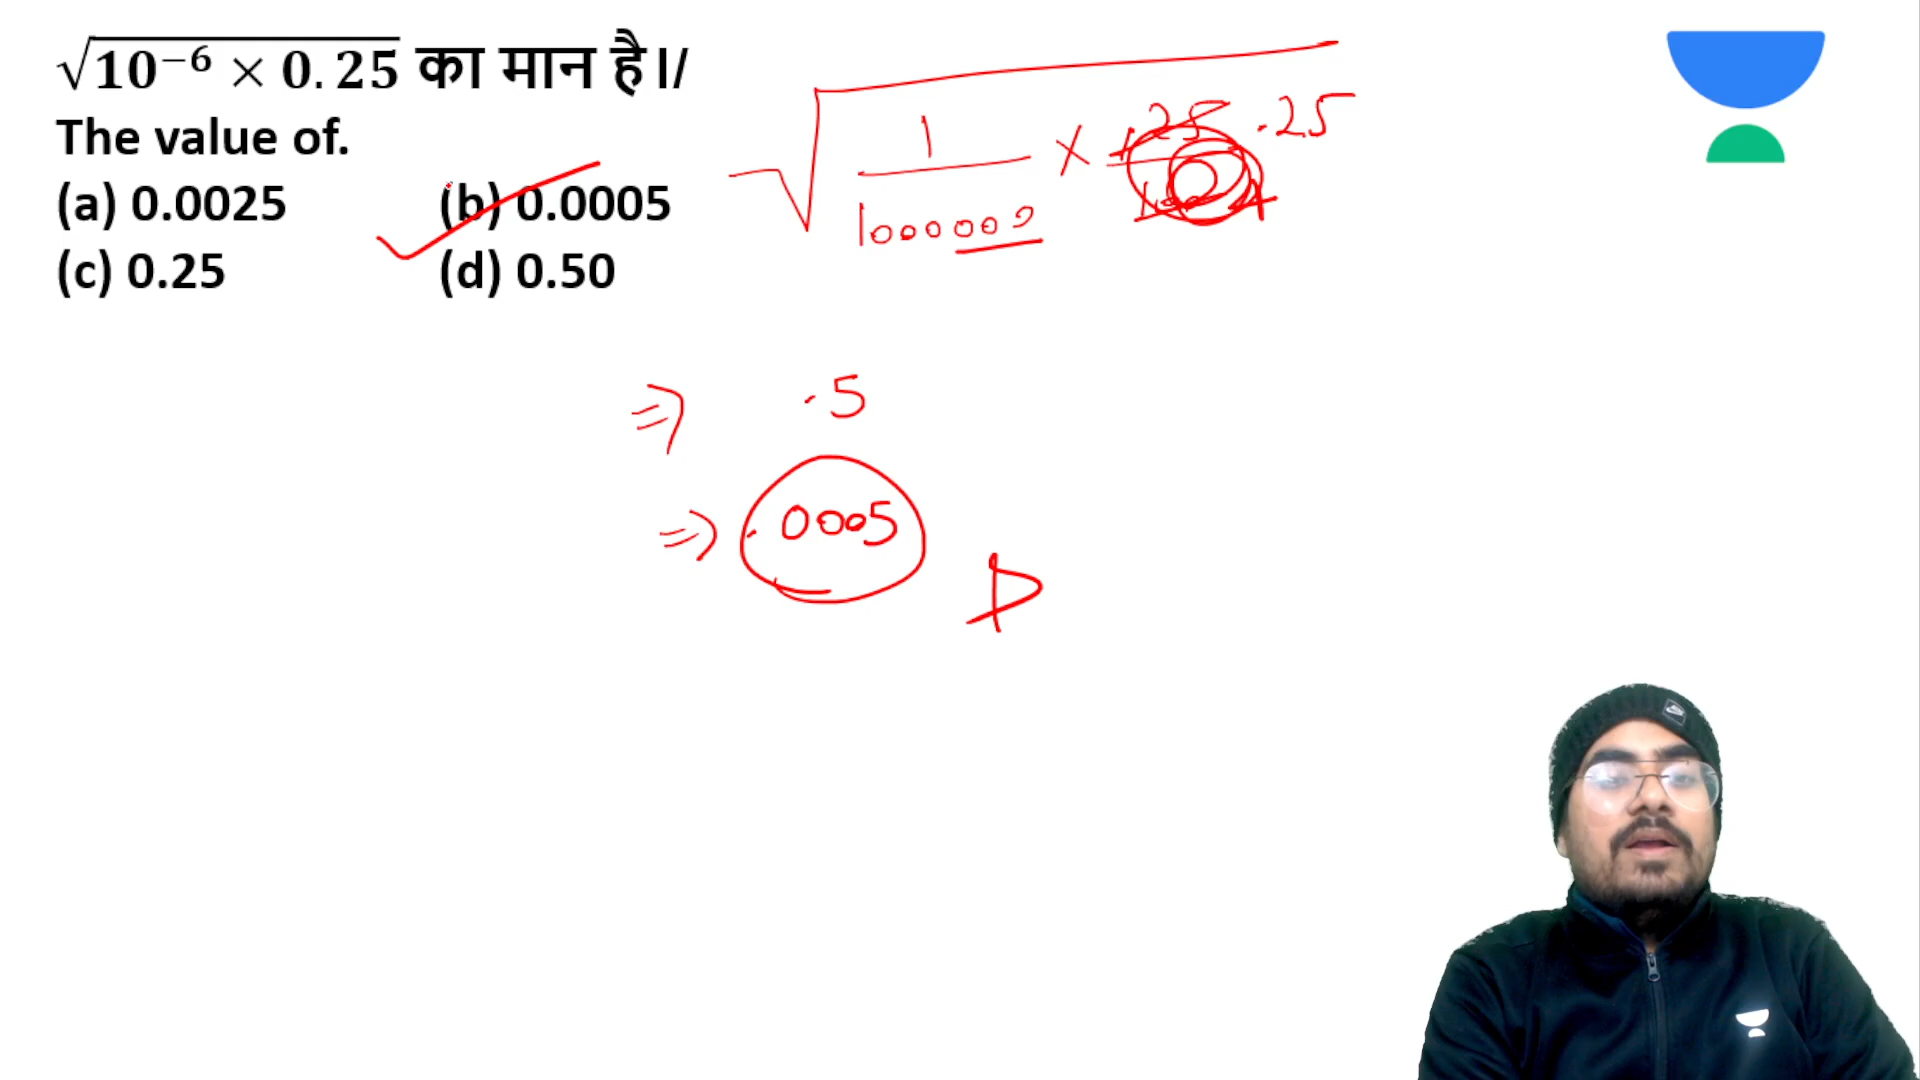 √10⁻⁶ × 0.25 का मान है।/
The value of.
(a) 0.0025 (b) 0.0005
(c) 0.25 (d) 0.50
√ 1/1000000 × .25
⇒ .5
⇒ .0005
D